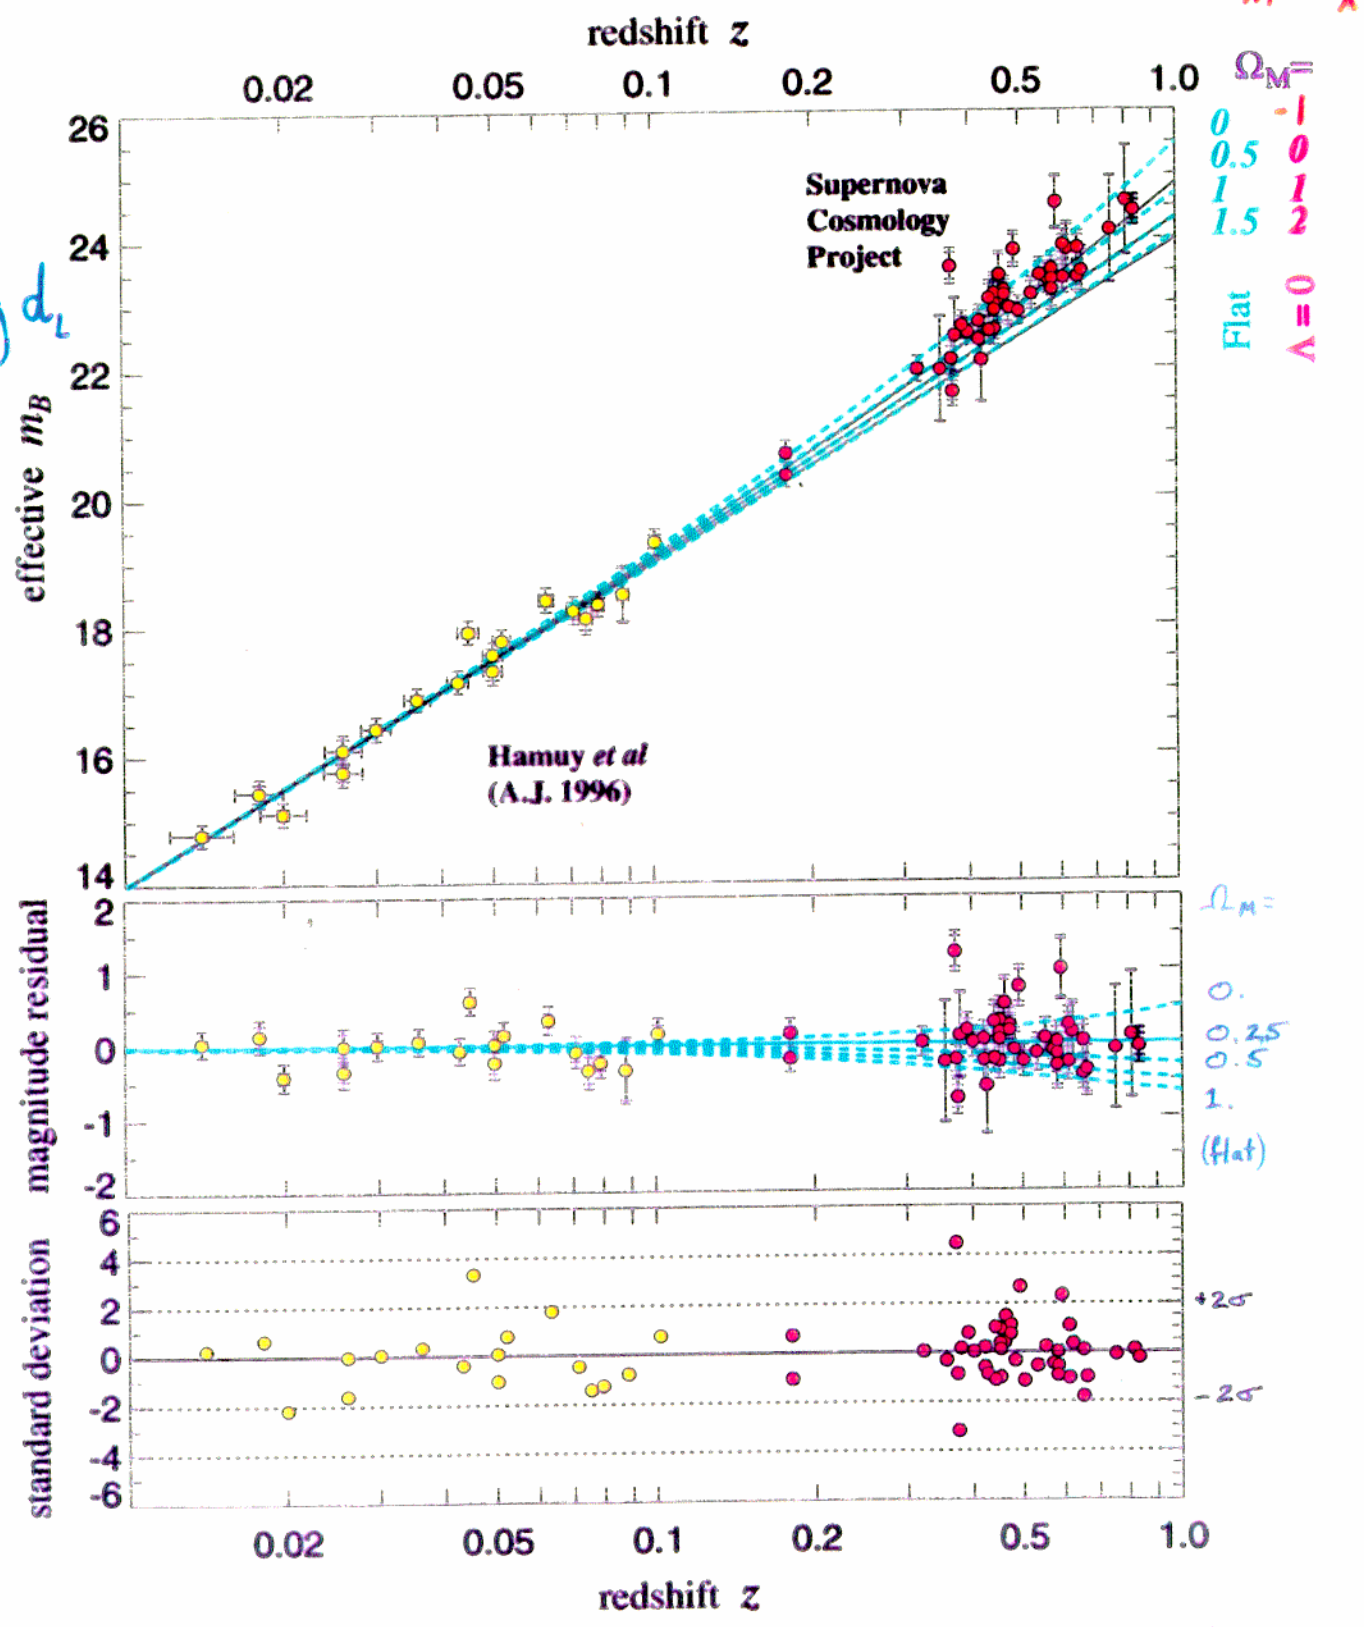 redshift z
0.02 0.05 0.1 0.2 0.5 1.0
Ω_M=
0 -1
0.5 0
1 1
1.5 2
Flat
Λ = 0
26
24
22
20
18
16
14
d_L
effective m_B
Supernova
Cosmology
Project
Hamuy et al
(A.J. 1996)
2
1
0
-1
-2
magnitude residual
Ω_M=
0.
0.25
0.5
1.
(flat)
6
4
2
0
-2
-4
-6
standard deviation
+2σ
-2σ
0.02 0.05 0.1 0.2 0.5 1.0
redshift z